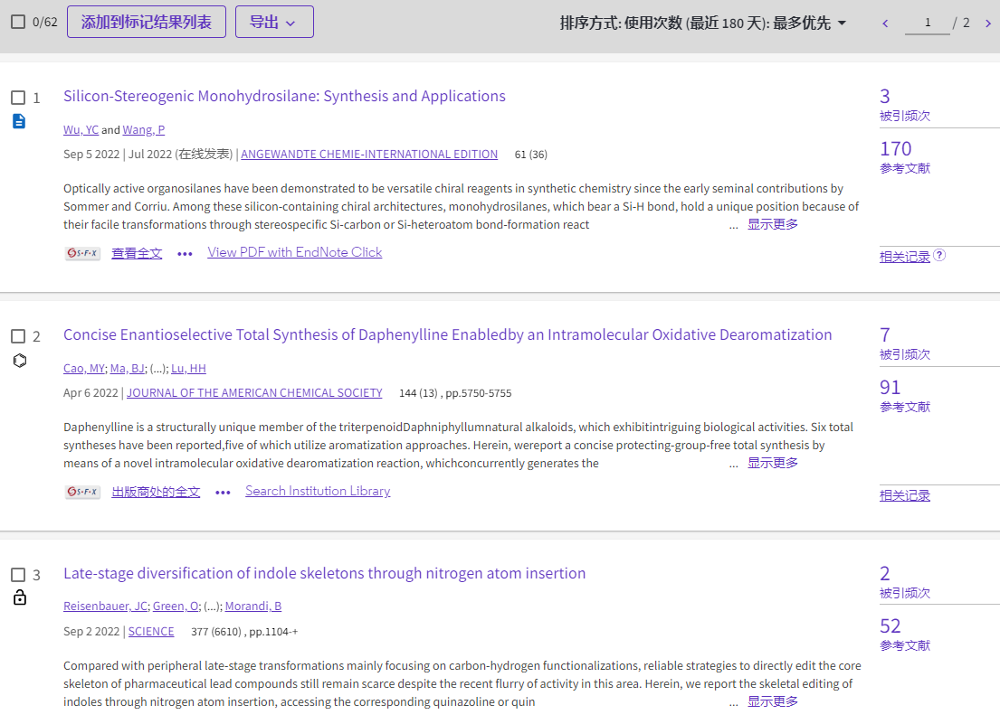 0/62 添加到标记结果列表 导出 排序方式: 使用次数 (最近 180 天): 最多优先 1 / 2
1 Silicon-Stereogenic Monohydrosilane: Synthesis and Applications
Wu, YC and Wang, P
Sep 5 2022 | Jul 2022 (在线发表) | ANGEWANDTE CHEMIE-INTERNATIONAL EDITION 61 (36)
Optically active organosilanes have been demonstrated to be versatile chiral reagents in synthetic chemistry since the early seminal contributions by
Sommer and Corriu. Among these silicon-containing chiral architectures, monohydrosilanes, which bear a Si-H bond, hold a unique position because of
their facile transformations through stereospecific Si-carbon or Si-heteroatom bond-formation react ... 显示更多
S·F·X 查看全文 ••• View PDF with EndNote Click
3
被引频次
170
参考文献
相关记录 ?
2 Concise Enantioselective Total Synthesis of Daphenylline Enabledby an Intramolecular Oxidative Dearomatization
Cao, MY; Ma, BJ; (...); Lu, HH
Apr 6 2022 | JOURNAL OF THE AMERICAN CHEMICAL SOCIETY 144 (13) , pp.5750-5755
Daphenylline is a structurally unique member of the triterpenoidDaphniphyllumnatural alkaloids, which exhibitintriguing biological activities. Six total
syntheses have been reported,five of which utilize aromatization approaches. Herein, wereport a concise protecting-group-free total synthesis by
means of a novel intramolecular oxidative dearomatization reaction, whichconcurrently generates the ... 显示更多
S·F·X 出版商处的全文 ••• Search Institution Library
7
被引频次
91
参考文献
相关记录
3 Late-stage diversification of indole skeletons through nitrogen atom insertion
Reisenbauer, JC; Green, O; (...); Morandi, B
Sep 2 2022 | SCIENCE 377 (6610) , pp.1104-+
Compared with peripheral late-stage transformations mainly focusing on carbon-hydrogen functionalizations, reliable strategies to directly edit the core
skeleton of pharmaceutical lead compounds still remain scarce despite the recent flurry of activity in this area. Herein, we report the skeletal editing of
indoles through nitrogen atom insertion, accessing the corresponding quinazoline or quin ... 显示更多
2
被引频次
52
参考文献